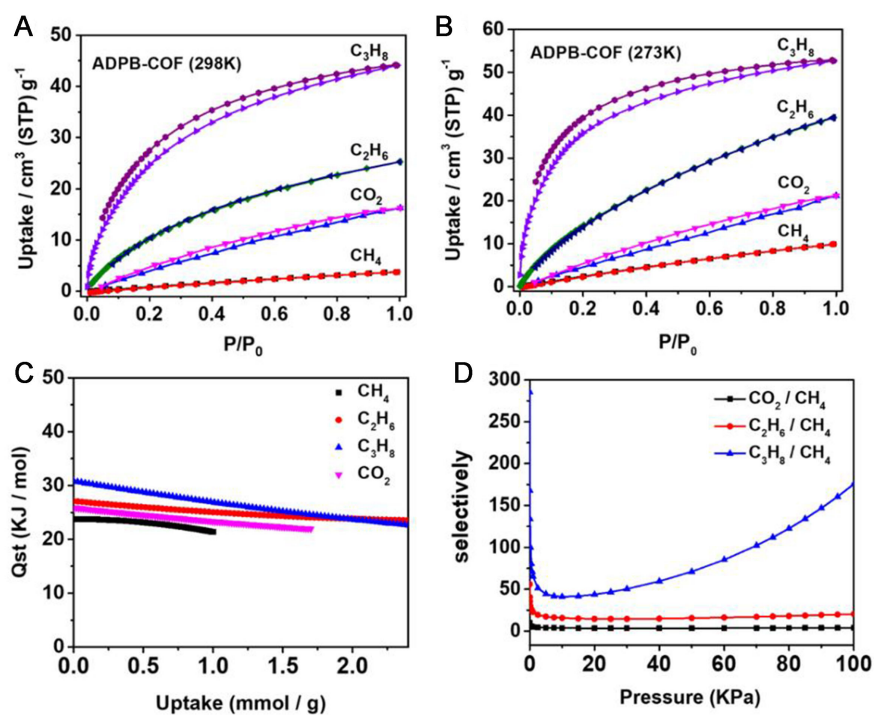 A
ADPB-COF (298K)
C₃H₈
C₂H₆
CO₂
CH₄
50
40
30
20
10
0
0.0 0.2 0.4 0.6 0.8 1.0
Uptake / cm³ (STP) g⁻¹
P/P₀
B
ADPB-COF (273K)
C₃H₈
C₂H₆
CO₂
CH₄
60
50
40
30
20
10
0
0.0 0.2 0.4 0.6 0.8 1.0
Uptake / cm³ (STP) g⁻¹
P/P₀
C
CH₄
C₂H₆
C₃H₈
CO₂
50
40
30
20
10
0
0.0 0.5 1.0 1.5 2.0
Qst (KJ / mol)
Uptake (mmol / g)
D
CO₂ / CH₄
C₂H₆ / CH₄
C₃H₈ / CH₄
300
250
200
150
100
50
0
0 20 40 60 80 100
selectively
Pressure (KPa)